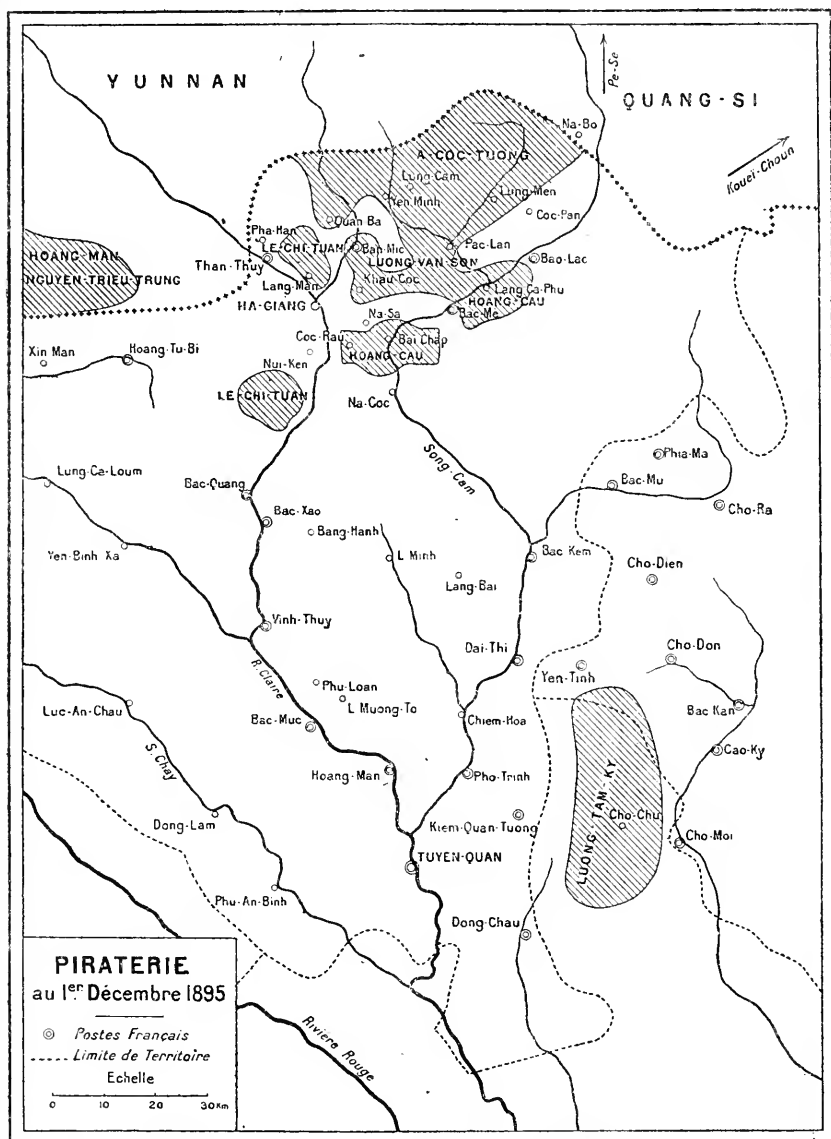 YUNNAN
QUANG-SI
Pe-Se
Kouei-Choun
Na-Bo
A-COC-TUONG
Lung-Cam
Yen Minh
Lung-Men
Coc-Pan
Quan Ba
Pha-Han
LE-CHI-TUAN
Ban-Mic
Pac-Lan
LUONG-VAN-SON
Bao-Lac
HOANG-MAN
NGUYEN-TRIEU-TRUNG
Than-Thuy
Lang-Man
Khau-Coc
Lang-Ca-Phu
HOANG-CAU
HA-GIANG
Bac-Me
Na-Sa
Coc-Rau
Bai Chap
HOANG-CAU
Xin Man
Hoang-Tu-Bi
Nui-Ken
LE-CHI-TUAN
Na-Coc
Song-Cam
Phia-Ma
Lung-Ca-Loum
Bac-Quang
Bac-Mu
Cho-Ra
Bac-Xao
Bang-Hanh
Yen-Binh Xa
L Minh
Bac Kem
Lang-Bai
Cho-Dien
Vinh-Thuy
Dai-Thi
Cho-Don
Yen-Tinh
R. Claire
Phu-Loan
L Muong-To
Luc-An-Chau
Bac-Muc
Chiem-Hoa
Bac Kan
S. Chay
Hoang-Man
Pho-Trinh
Cao-Ky
LUONG-TAM-KY
Dong-Lam
Kiem-Quan-Tuong
Cho-Chu
Cho-Moi
TUYEN-QUAN
Phu-An-Binh
Dong-Chau
PIRATERIE
au 1er Décembre 1895
Postes Français
Limite de Territoire
Echelle
0 10 20 30 Km
RIVIÈRE ROUGE